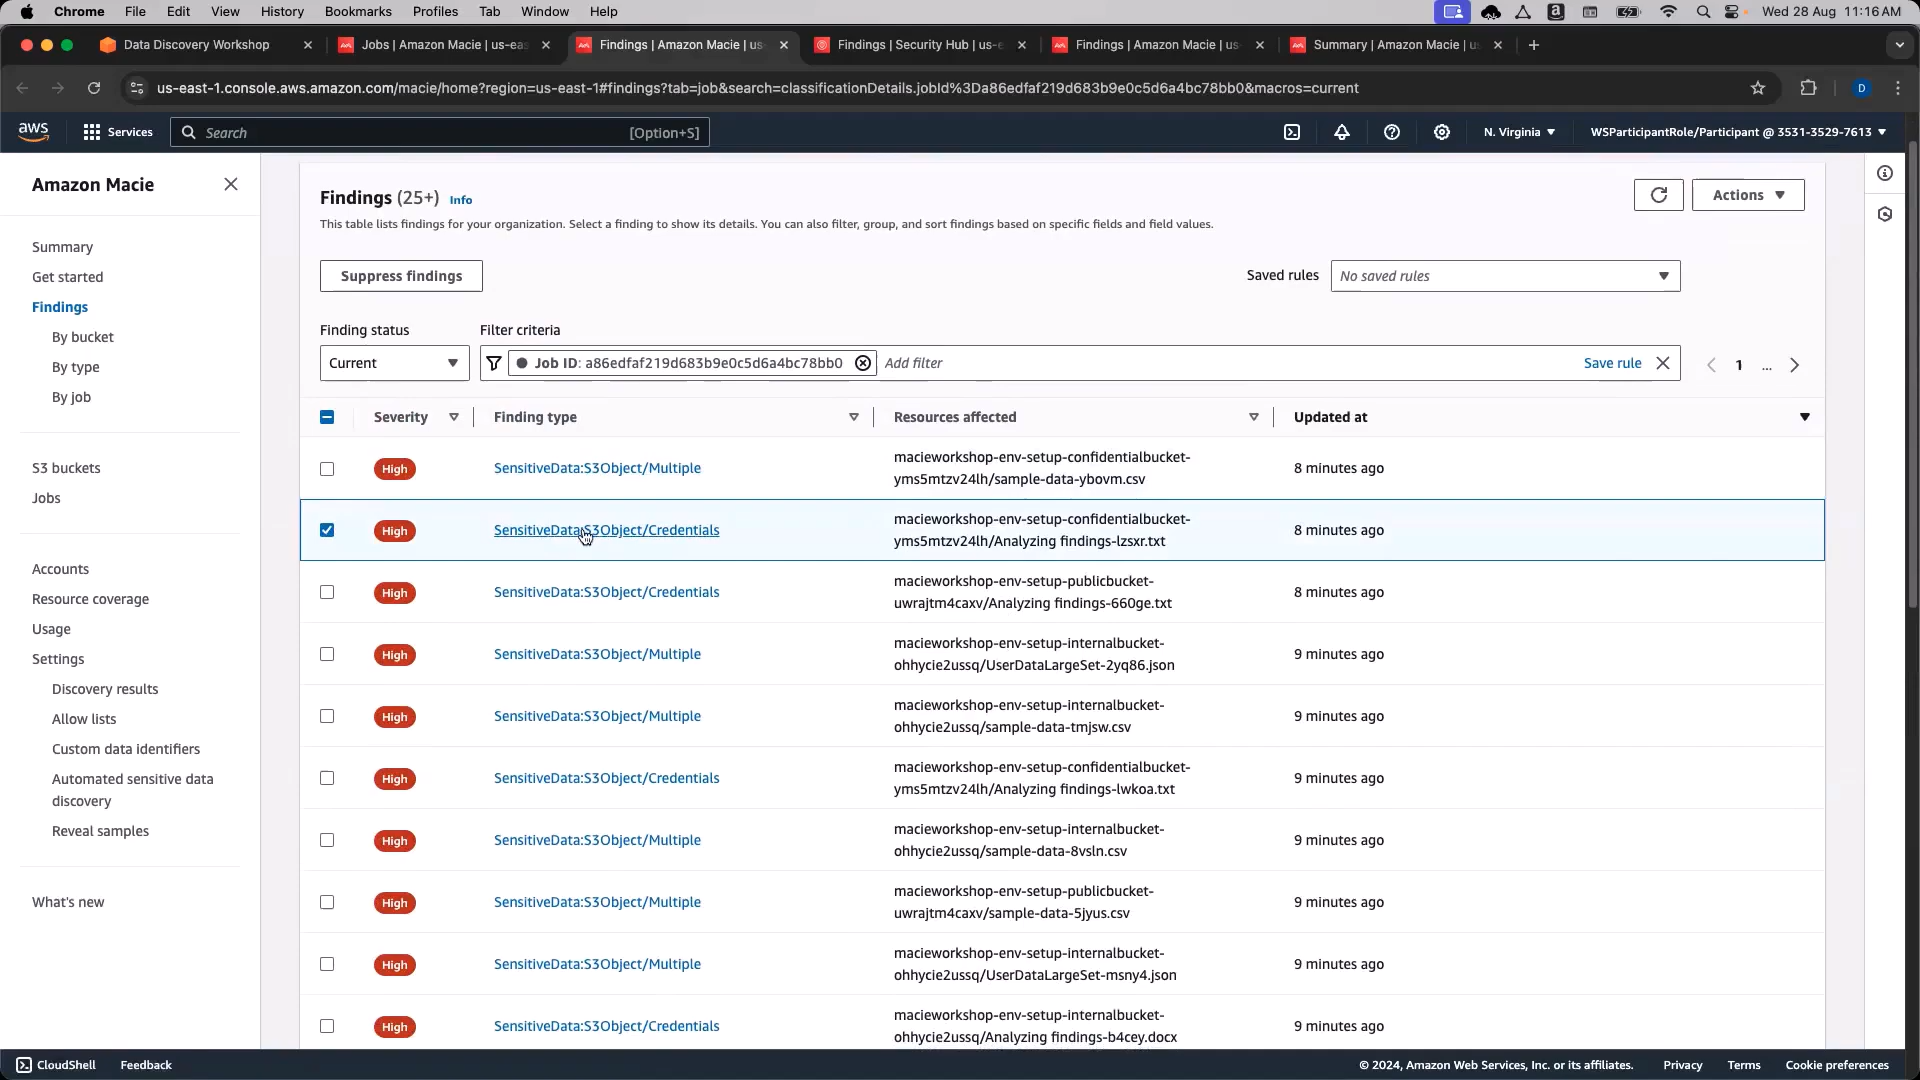 Chrome File Edit View History Bookmarks Profiles Tab Window Help Wed 28 Aug 11:16 AM
Data Discovery Workshop Jobs | Amazon Macie | us-eas Findings | Amazon Macie | us- Findings | Security Hub | us-e Findings | Amazon Macie | us- Summary | Amazon Macie | us
us-east-1.console.aws.amazon.com/macie/home?region=us-east-1#findings?tab=job&search=classificationDetails.jobId%3Da86edfaf219d683b9e0c5d6a4bc78bb0&macros=current D
aws Services Search [Option+S] N. Virginia ▼ WSParticipantRole/Participant @ 3531-3529-7613 ▼
Amazon Macie
Summary
Get started
Findings
By bucket
By type
By job
S3 buckets
Jobs
Accounts
Resource coverage
Usage
Settings
Discovery results
Allow lists
Custom data identifiers
Automated sensitive data
discovery
Reveal samples
What's new
Findings (25+) Info
Actions ▼
This table lists findings for your organization. Select a finding to show its details. You can also filter, group, and sort findings based on specific fields and field values.
Suppress findings
Saved rules No saved rules
Finding status Filter criteria
Current Job ID: a86edfaf219d683b9e0c5d6a4bc78bb0 Add filter Save rule 1 ...
Severity Finding type Resources affected Updated at
High SensitiveData:S3Object/Multiple macieworkshop-env-setup-confidentialbucket- 8 minutes ago
yms5mtzv24lh/sample-data-ybovm.csv
High SensitiveData:S3Object/Credentials macieworkshop-env-setup-confidentialbucket- 8 minutes ago
yms5mtzv24lh/Analyzing findings-lzsxr.txt
High SensitiveData:S3Object/Credentials macieworkshop-env-setup-publicbucket- 8 minutes ago
uwrajtm4caxv/Analyzing findings-660ge.txt
High SensitiveData:S3Object/Multiple macieworkshop-env-setup-internalbucket- 9 minutes ago
ohhycie2ussq/UserDataLargeSet-2yq86.json
High SensitiveData:S3Object/Multiple macieworkshop-env-setup-internalbucket- 9 minutes ago
ohhycie2ussq/sample-data-tmjsw.csv
High SensitiveData:S3Object/Credentials macieworkshop-env-setup-confidentialbucket- 9 minutes ago
yms5mtzv24lh/Analyzing findings-lwkoa.txt
High SensitiveData:S3Object/Multiple macieworkshop-env-setup-internalbucket- 9 minutes ago
ohhycie2ussq/sample-data-8vsln.csv
High SensitiveData:S3Object/Multiple macieworkshop-env-setup-publicbucket- 9 minutes ago
uwrajtm4caxv/sample-data-5jyus.csv
High SensitiveData:S3Object/Multiple macieworkshop-env-setup-internalbucket- 9 minutes ago
ohhycie2ussq/UserDataLargeSet-msny4.json
High SensitiveData:S3Object/Credentials macieworkshop-env-setup-internalbucket- 9 minutes ago
ohhycie2ussq/Analyzing findings-b4cey.docx
CloudShell Feedback © 2024, Amazon Web Services, Inc. or its affiliates. Privacy Terms Cookie preferences